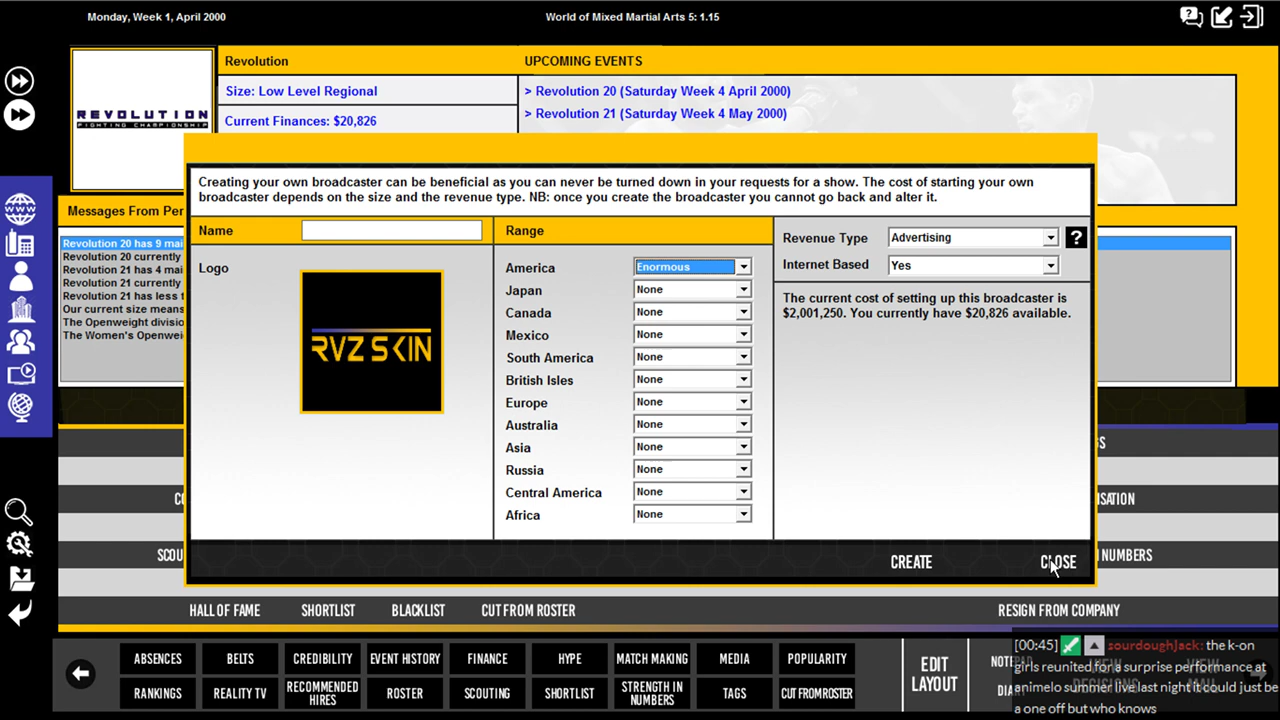 Monday, Week 1, April 2000
World of Mixed Martial Arts 5: 1.15
Revolution
UPCOMING EVENTS
Size: Low Level Regional
> Revolution 20 (Saturday Week 4 April 2000)
Current Finances: $20,826
> Revolution 21 (Saturday Week 4 May 2000)
REVOLUTION
FIGHTING CHAMPIONSHIP
Messages From Per
Revolution 20 has 9 mai
Revolution 20 currently
Revolution 21 has 4 mai
Revolution 21 currently
Revolution 21 has less t
Our current size means
The Openweight divisio
The Women's Openwei
Creating your own broadcaster can be beneficial as you can never be turned down in your requests for a show. The cost of starting your own
broadcaster depends on the size and the revenue type. NB: once you create the broadcaster you cannot go back and alter it.
Name
Logo
RVZ SKIN
Range
America Enormous
Japan None
Canada None
Mexico None
South America None
British Isles None
Europe None
Australia None
Asia None
Russia None
Central America None
Africa None
Revenue Type Advertising ?
Internet Based Yes
The current cost of setting up this broadcaster is
$2,001,250. You currently have $20,826 available.
CREATE CLOSE
CO
SCOU
S
ISATION
NUMBERS
HALL OF FAME SHORTLIST BLACKLIST CUT FROM ROSTER RESIGN FROM COMPANY
ABSENCES BELTS CREDIBILITY EVENT HISTORY FINANCE HYPE MATCH MAKING MEDIA POPULARITY
RANKINGS REALITY TV RECOMMENDED HIRES ROSTER SCOUTING SHORTLIST STRENGTH IN NUMBERS TAGS CUT FROM ROSTER
EDIT
LAYOUT
[00:45] sourdoughjack: the k-on
girls reunited for a surprise performance at
animelo summer live last night it could just be
a one off but who knows